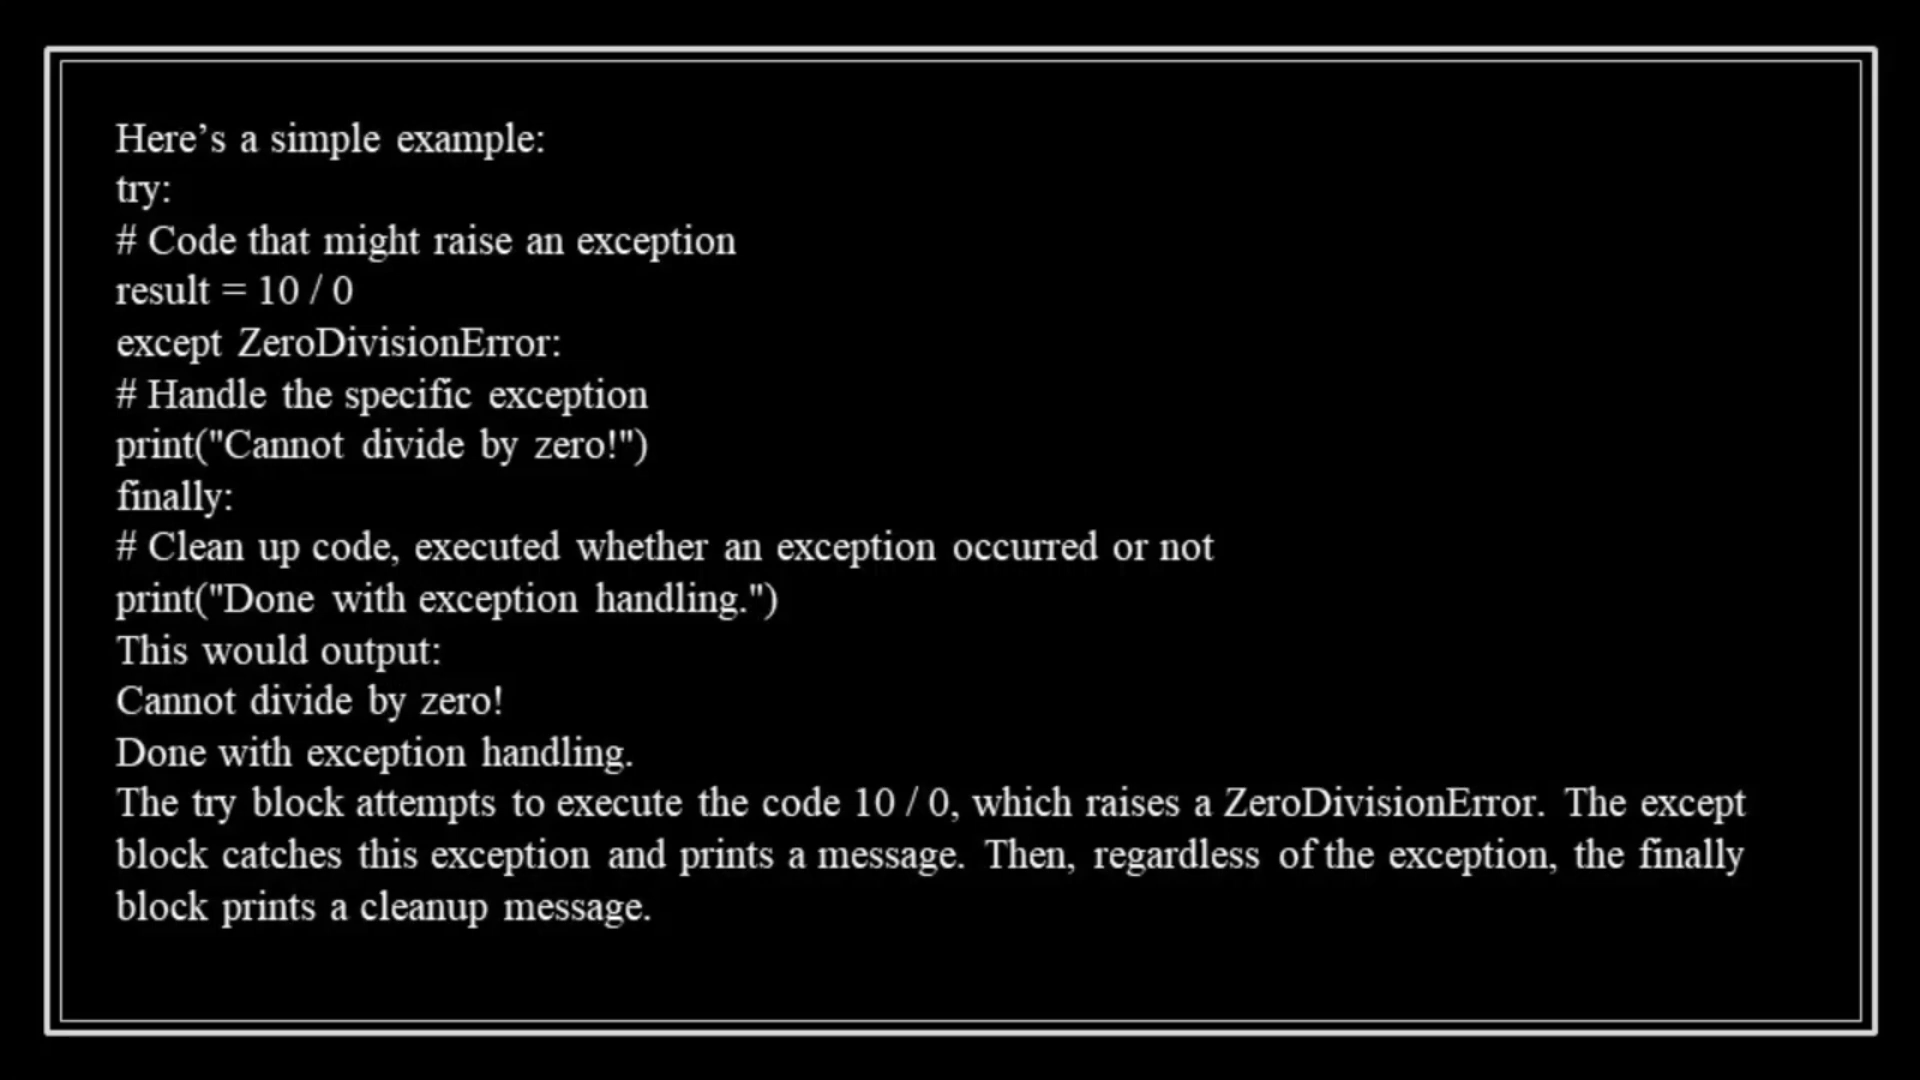 Here’s a simple example:
try:
# Code that might raise an exception
result = 10 / 0
except ZeroDivisionError:
# Handle the specific exception
print("Cannot divide by zero!")
finally:
# Clean up code, executed whether an exception occurred or not
print("Done with exception handling.")
This would output:
Cannot divide by zero!
Done with exception handling.
The try block attempts to execute the code 10 / 0, which raises a ZeroDivisionError. The except
block catches this exception and prints a message. Then, regardless of the exception, the finally
block prints a cleanup message.